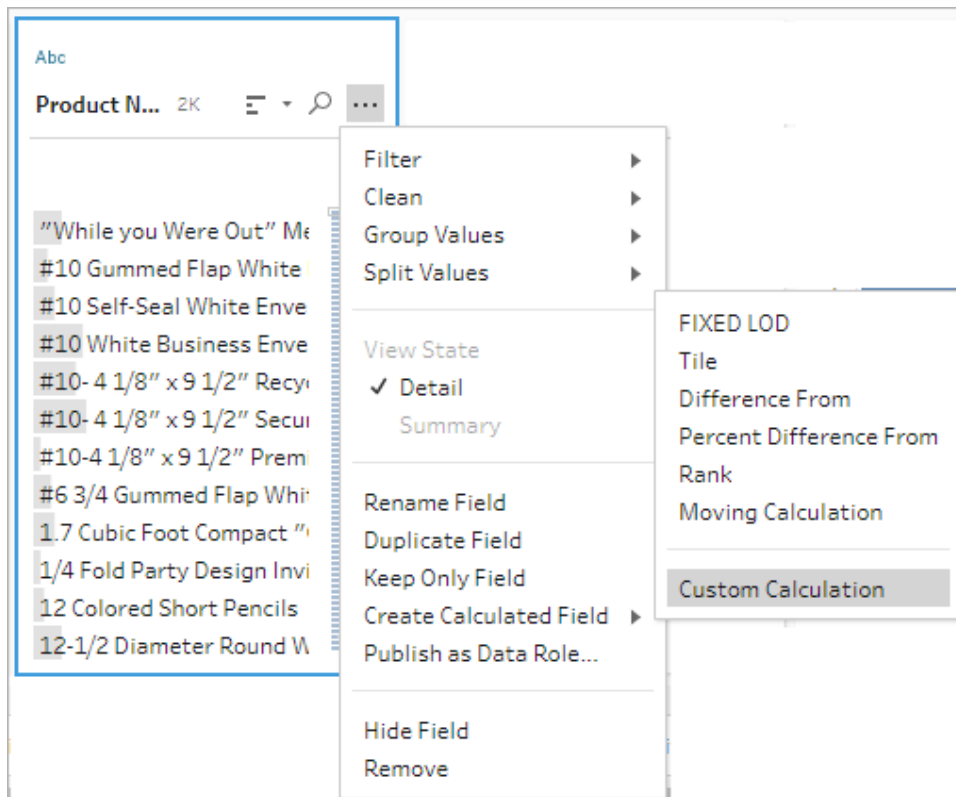 Abc
Product N... 2K
"While you Were Out" Me
#10 Gummed Flap White
#10 Self-Seal White Enve
#10 White Business Enve
#10- 4 1/8" x 9 1/2" Recy
#10- 4 1/8" x 9 1/2" Secur
#10-4 1/8" x 9 1/2" Premi
#6 3/4 Gummed Flap Whit
1.7 Cubic Foot Compact "
1/4 Fold Party Design Invi
12 Colored Short Pencils
12-1/2 Diameter Round W
Filter
Clean
Group Values
Split Values
View State
✓ Detail
Summary
Rename Field
Duplicate Field
Keep Only Field
Create Calculated Field
Publish as Data Role...
Hide Field
Remove
FIXED LOD
Tile
Difference From
Percent Difference From
Rank
Moving Calculation
Custom Calculation